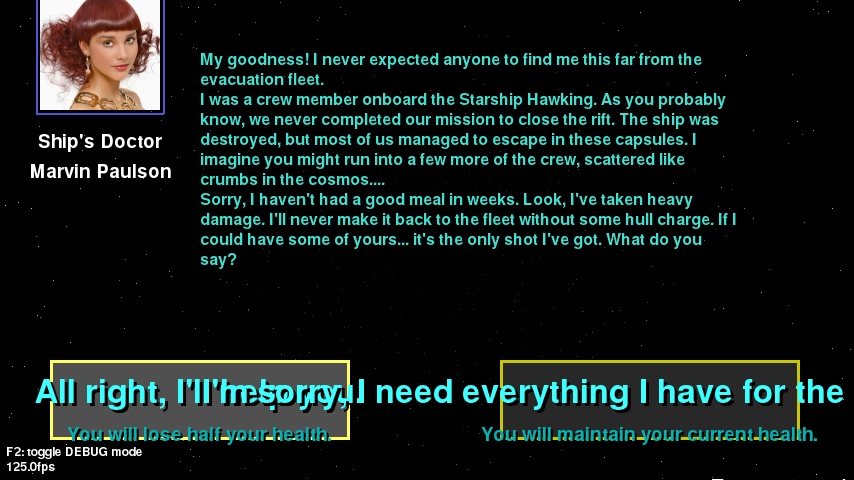 My goodness! I never expected anyone to find me this far from the
evacuation fleet.
I was a crew member onboard the Starship Hawking. As you probably
know, we never completed our mission to close the rift. The ship was
destroyed, but most of us managed to escape in these capsules. I
imagine you might run into a few more of the crew, scattered like
crumbs in the cosmos....
Sorry, I haven't had a good meal in weeks. Look, I've taken heavy
damage. I'll never make it back to the fleet without some hull charge. If I
could have some of yours... it's the only shot I've got. What do you
say?
Ship's Doctor
Marvin Paulson
All right, I'll help you.
I'm sorry, I need everything I have for the
You will lose half your health.
You will maintain your current health.
F2: toggle DEBUG mode
125.0fps